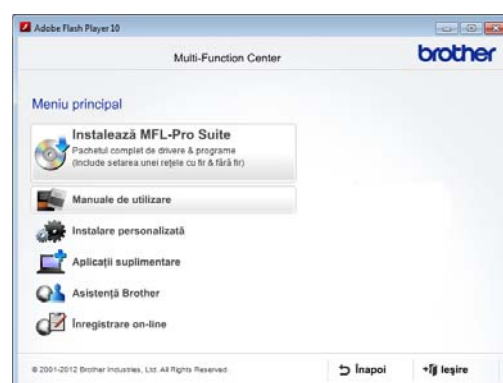 Adobe Flash Player 10
Multi-Function Center
brother
Meniu principal
Instalează MFL-Pro Suite
Pachetul complet de drivere & programe
(Include setarea unei rețele cu fir & fără fir)
Manuale de utilizare
Instalare personalizată
Aplicații suplimentare
Asistență Brother
Înregistrare on-line
© 2001-2012 Brother Industries, Ltd. All Rights Reserved.
Înapoi
Ieșire